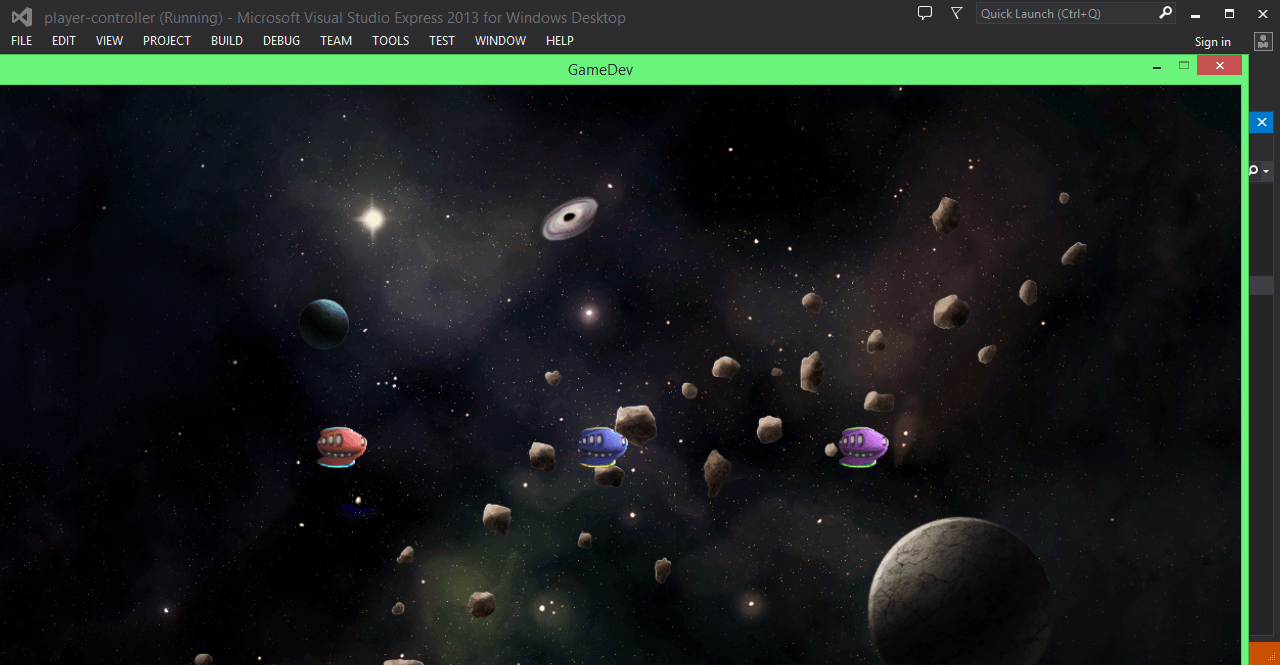 player-controller (Running) - Microsoft Visual Studio Express 2013 for Windows Desktop
Quick Launch (Ctrl+Q)
FILE EDIT VIEW PROJECT BUILD DEBUG TEAM TOOLS TEST WINDOW HELP
Sign in
GameDev